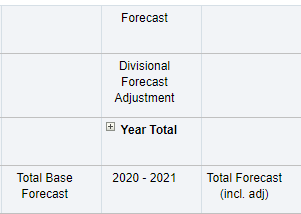 Forecast
Divisional
Forecast
Adjustment
Year Total
Total Base
Forecast
2020 - 2021
Total Forecast
(incl. adj)